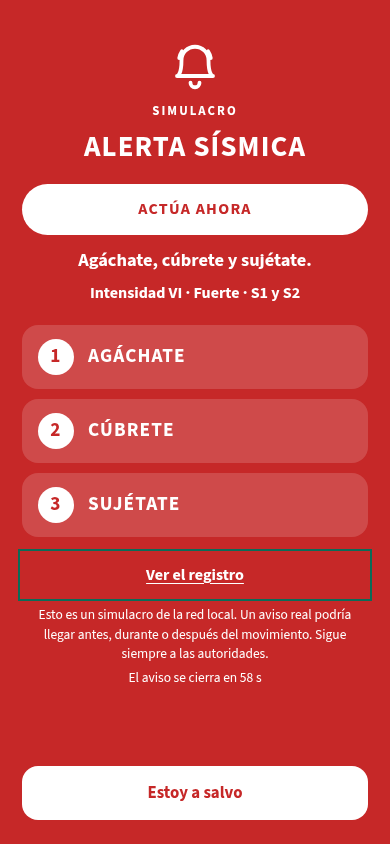 SIMULACRO
ALERTA SÍSMICA
ACTÚA AHORA
Agáchate, cúbrete y sujétate.
Intensidad VI · Fuerte · S1 y S2
1 AGÁCHATE
2 CÚBRETE
3 SUJÉTATE
Ver el registro
Esto es un simulacro de la red local. Un aviso real podría
llegar antes, durante o después del movimiento. Sigue
siempre a las autoridades.
El aviso se cierra en 58 s
Estoy a salvo